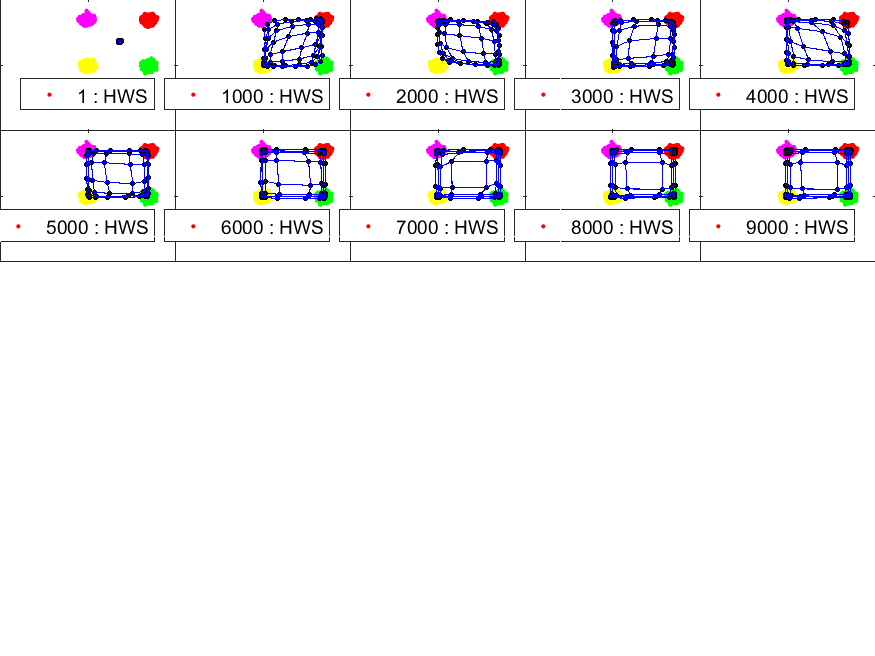 1 : HWS
1000 : HWS
2000 : HWS
3000 : HWS
4000 : HWS
5000 : HWS
6000 : HWS
7000 : HWS
8000 : HWS
9000 : HWS